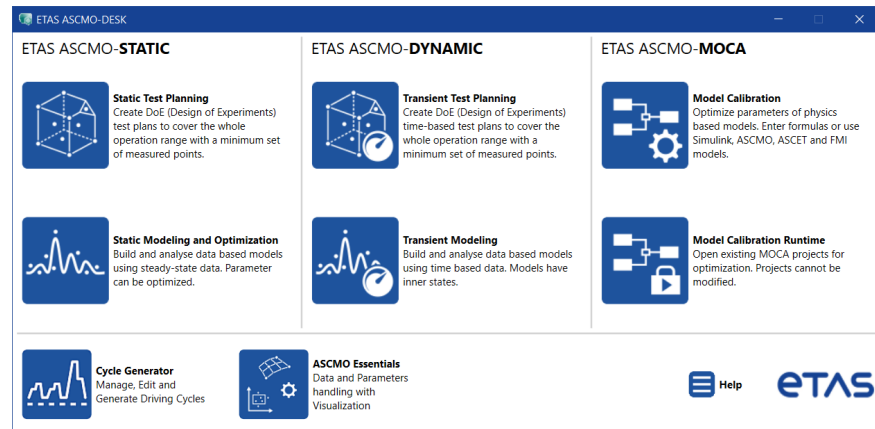 ETAS ASCMO-DESK
ETAS ASCMO-STATIC
Static Test Planning
Create DoE (Design of Experiments)
test plans to cover the whole
operation range with a minimum set
of measured points.
Static Modeling and Optimization
Build and analyse data based models
using steady-state data. Parameter
can be optimized.
ETAS ASCMO-DYNAMIC
Transient Test Planning
Create DoE (Design of Experiments)
time-based test plans to cover the
whole operation range with a
minimum set of measured points.
Transient Modeling
Build and analyse data based models
using time based data. Models have
inner states.
ETAS ASCMO-MOCA
Model Calibration
Optimize parameters of physics
based models. Enter formulas or use
Simulink, ASCMO, ASCET and FMI
models.
Model Calibration Runtime
Open existing MOCA projects for
optimization. Projects cannot be
modified.
Cycle Generator
Manage, Edit and
Generate Driving Cycles
ASCMO Essentials
Data and Parameters
handling with
Visualization
Help
etas